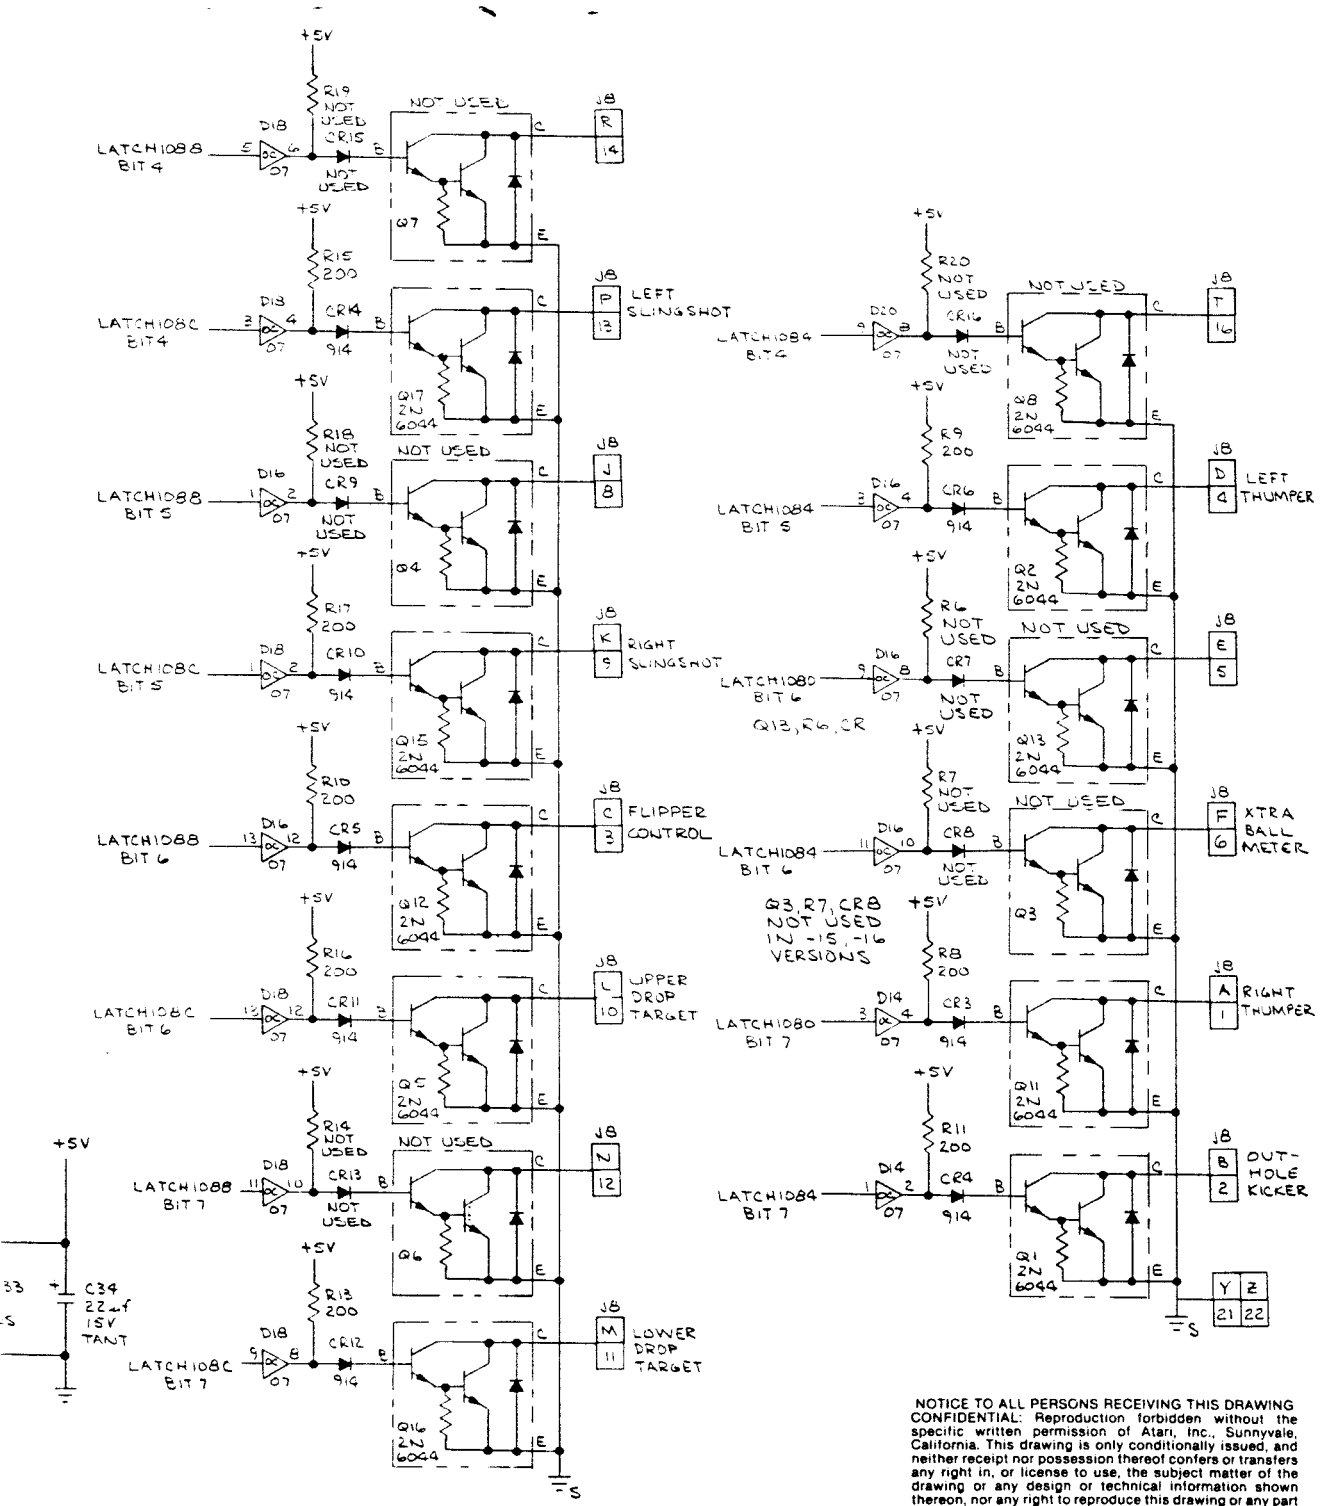 +5V
R19
NOT
USED
D18
CR15
NOT USED
LATCH1088
BIT 4
5
OC
6
07
NOT
USED
B
C
E
Q7
J8
R
14
+5V
R15
200
D18
CR14
LATCH108C
BIT 4
3
OC
4
07
914
B
C
E
Q17
2N
6044
J8
P
13
LEFT
SLINGSHOT
+5V
R18
NOT
USED
NOT USED
D16
CR9
LATCH1088
BIT 5
1
OC
2
07
NOT
USED
B
C
E
Q4
J8
J
8
+5V
R17
200
D18
CR10
LATCH108C
BIT 5
1
OC
2
07
914
B
C
E
Q15
2N
6044
J8
K
9
RIGHT
SLINGSHOT
+5V
R10
200
D16
CR5
LATCH1088
BIT 6
13
OC
12
07
914
B
C
E
Q12
2N
6044
J8
C
3
FLIPPER
CONTROL
+5V
R16
200
D18
CR11
LATCH108C
BIT 6
13
OC
12
07
914
B
C
E
Q5
2N
6044
J8
L
10
UPPER
DROP
TARGET
+5V
R14
NOT
USED
NOT USED
D18
CR13
LATCH1088
BIT 7
11
OC
10
07
NOT
USED
B
C
E
Q6
J8
N
12
+5V
R13
200
D18
CR12
LATCH108C
BIT 7
9
OC
8
07
914
B
C
E
Q16
2N
6044
J8
M
11
LOWER
DROP
TARGET
S
+5V
33
+
C34
22uf
15V
TANT
S
+5V
R20
NOT
USED
NOT USED
D20
CR16
LATCH1084
BIT 4
9
OC
8
07
NOT
USED
B
C
E
Q8
2N
6044
J8
T
16
+5V
R9
200
D16
CR6
LATCH1084
BIT 5
3
OC
4
07
914
B
C
E
Q2
2N
6044
J8
D
4
LEFT
THUMPER
+5V
R6
NOT
USED
NOT USED
D16
CR7
LATCH1080
BIT 6
9
OC
8
07
NOT
USED
Q13, R6, CR
B
C
E
Q13
2N
6044
J8
E
5
+5V
R7
NOT
USED
NOT USED
D16
CR8
LATCH1084
BIT 6
11
OC
10
07
NOT
USED
B
C
E
Q3
J8
F
6
XTRA
BALL
METER
Q3, R7, CR8
NOT USED
IN -15, -16
VERSIONS
+5V
R8
200
D14
CR3
LATCH1080
BIT 7
3
OC
4
07
914
B
C
E
Q11
2N
6044
J8
A
1
RIGHT
THUMPER
+5V
R11
200
D14
CR4
LATCH1084
BIT 7
1
OC
2
07
914
B
C
E
Q1
2N
6044
J8
B
2
OUT-
HOLE
KICKER
Y Z
21 22
S
NOTICE TO ALL PERSONS RECEIVING THIS DRAWING
CONFIDENTIAL: Reproduction forbidden without the
specific written permission of Atari, Inc., Sunnyvale,
California. This drawing is only conditionally issued, and
neither receipt nor possession thereof confers or transfers
any right in, or license to use, the subject matter of the
drawing or any design or technical information shown
thereon, nor any right to reproduce this drawing or any part